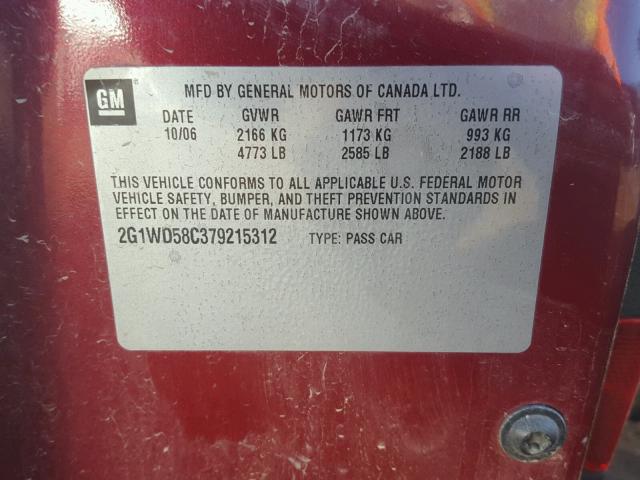 GM
MFD BY GENERAL MOTORS OF CANADA LTD.
DATE GVWR GAWR FRT GAWR RR
10/06 2166 KG 1173 KG 993 KG
4773 LB 2585 LB 2188 LB
THIS VEHICLE CONFORMS TO ALL APPLICABLE U.S. FEDERAL MOTOR
VEHICLE SAFETY, BUMPER, AND THEFT PREVENTION STANDARDS IN
EFFECT ON THE DATE OF MANUFACTURE SHOWN ABOVE.
2G1WD58C379215312 TYPE: PASS CAR